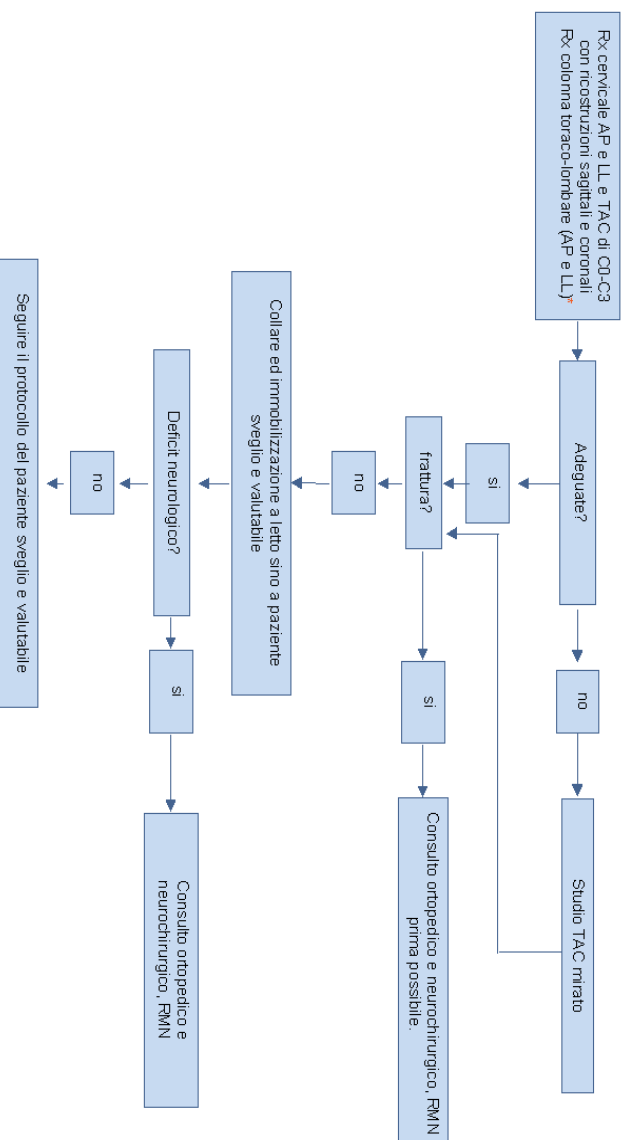 Rx cervicale AP e LL e TAC di C0-C3
con ricostruzioni sagittali e coronali
Rx colonna toraco-lombare (AP e LL)*
Adeguate?
no
Studio TAC mirato
si
frattura?
si
Consulto ortopedico e neurochirurgico, RMN
prima possibile.
no
Collare ed immobilizzazione a letto sino a paziente
sveglio e valutabile
Deficit neurologico?
si
Consulto ortopedico e
neurochirurgico, RMN
no
Seguire il protocollo del paziente sveglio e valutabile